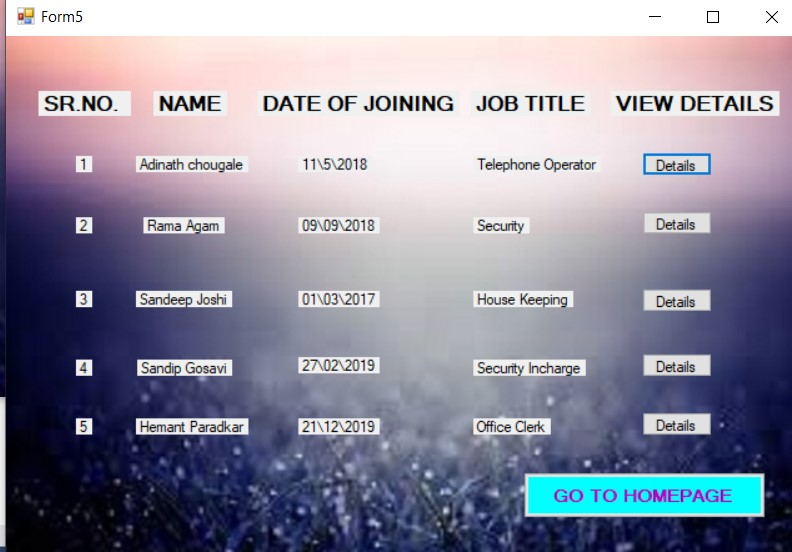 Form5
SR.NO. NAME DATE OF JOINING JOB TITLE VIEW DETAILS
1 Adinath chougale 11\5\2018 Telephone Operator Details
2 Rama Agam 09\09\2018 Security Details
3 Sandeep Joshi 01\03\2017 House Keeping Details
4 Sandip Gosavi 27\02\2019 Security Incharge Details
5 Hemant Paradkar 21\12\2019 Office Clerk Details
GO TO HOMEPAGE